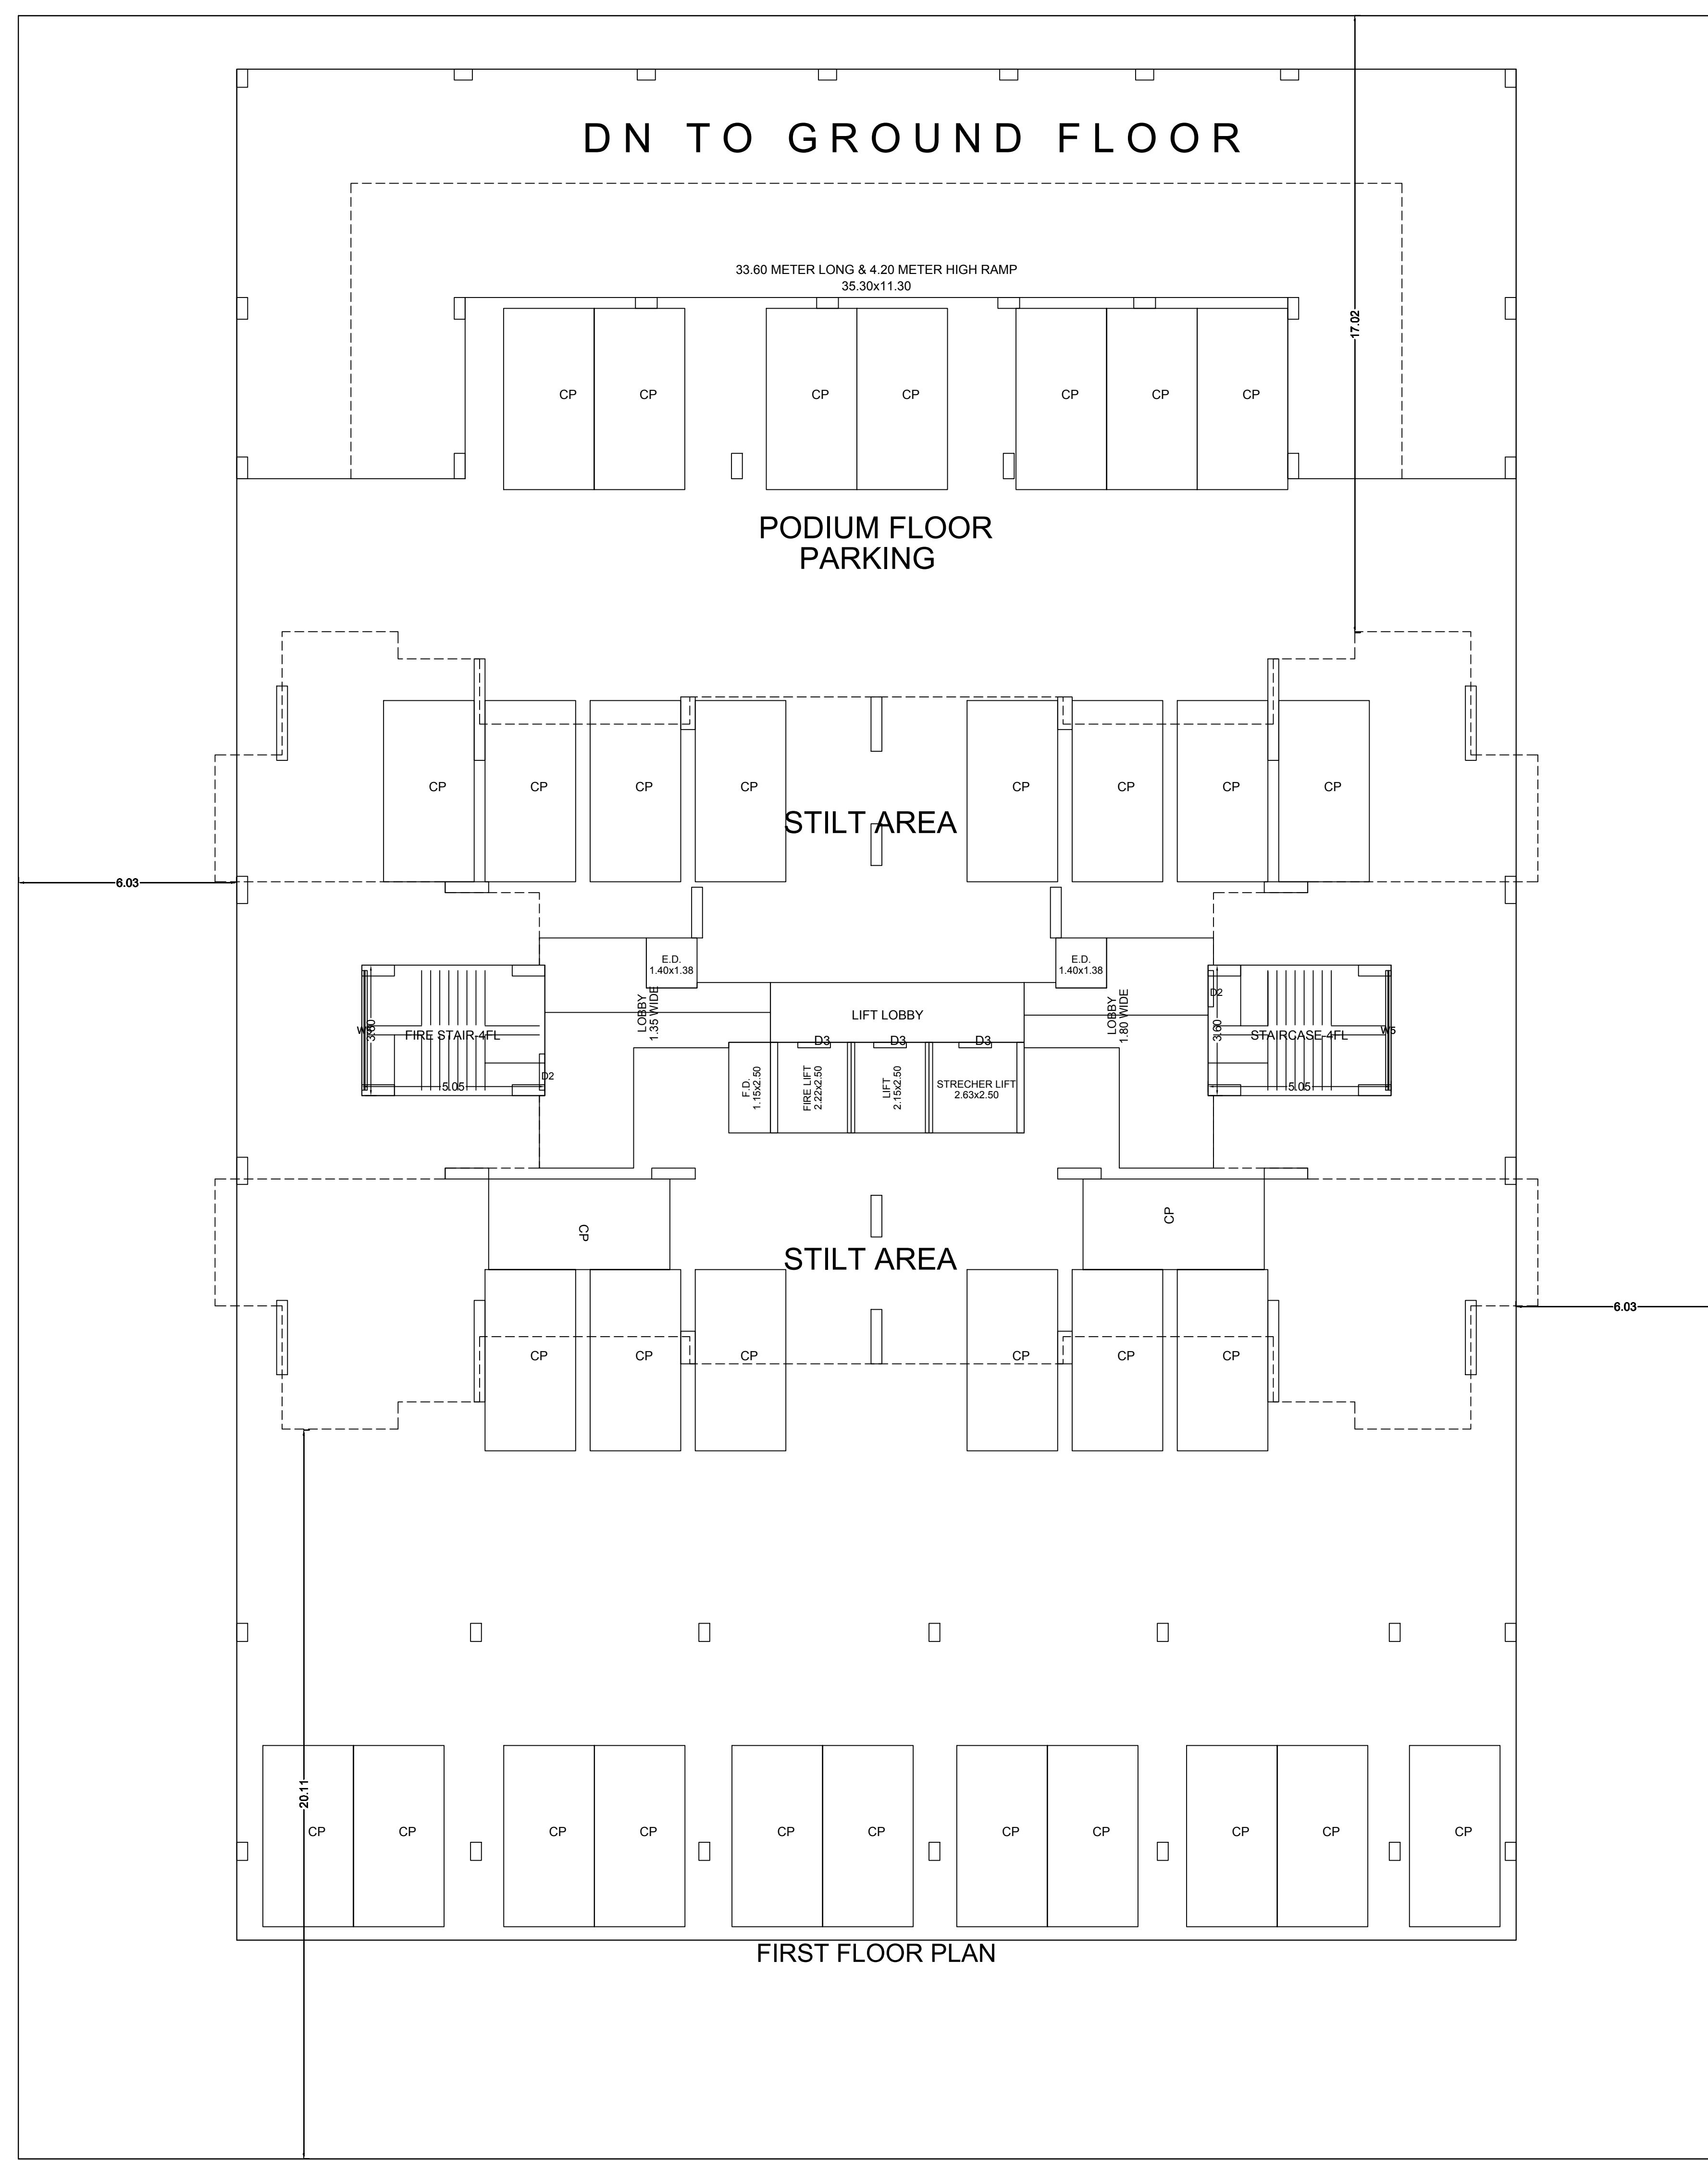 DN TO GROUND FLOOR
33.60 METER LONG & 4.20 METER HIGH RAMP
35.30x11.30
17.02
CP
CP
CP
CP
CP
CP
CP
PODIUM FLOOR
PARKING
CP
CP
CP
CP
CP
CP
CP
CP
STILT AREA
6.03
E.D.
1.40x1.38
E.D.
1.40x1.38
LOBBY
1.35 WIDE
LOBBY
1.80 WIDE
D2
LIFT LOBBY
W5
3.60
FIRE STAIR-4FL
3.60
STAIRCASE-4FL
W5
D3
D3
D3
D2
5.05
F.D.
1.15x2.50
FIRE LIFT
2.22x2.50
LIFT
2.15x2.50
STRECHER LIFT
2.63x2.50
5.05
CP
CP
STILT AREA
6.03
CP
CP
CP
CP
CP
CP
20.11
CP
CP
CP
CP
CP
CP
CP
CP
CP
CP
CP
FIRST FLOOR PLAN